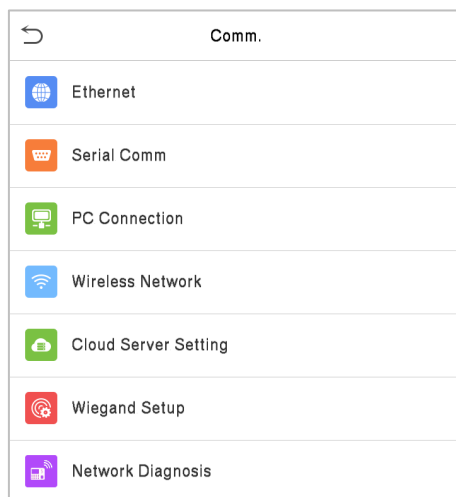 Comm.
Ethernet
Serial Comm
PC Connection
Wireless Network
Cloud Server Setting
Wiegand Setup
Network Diagnosis